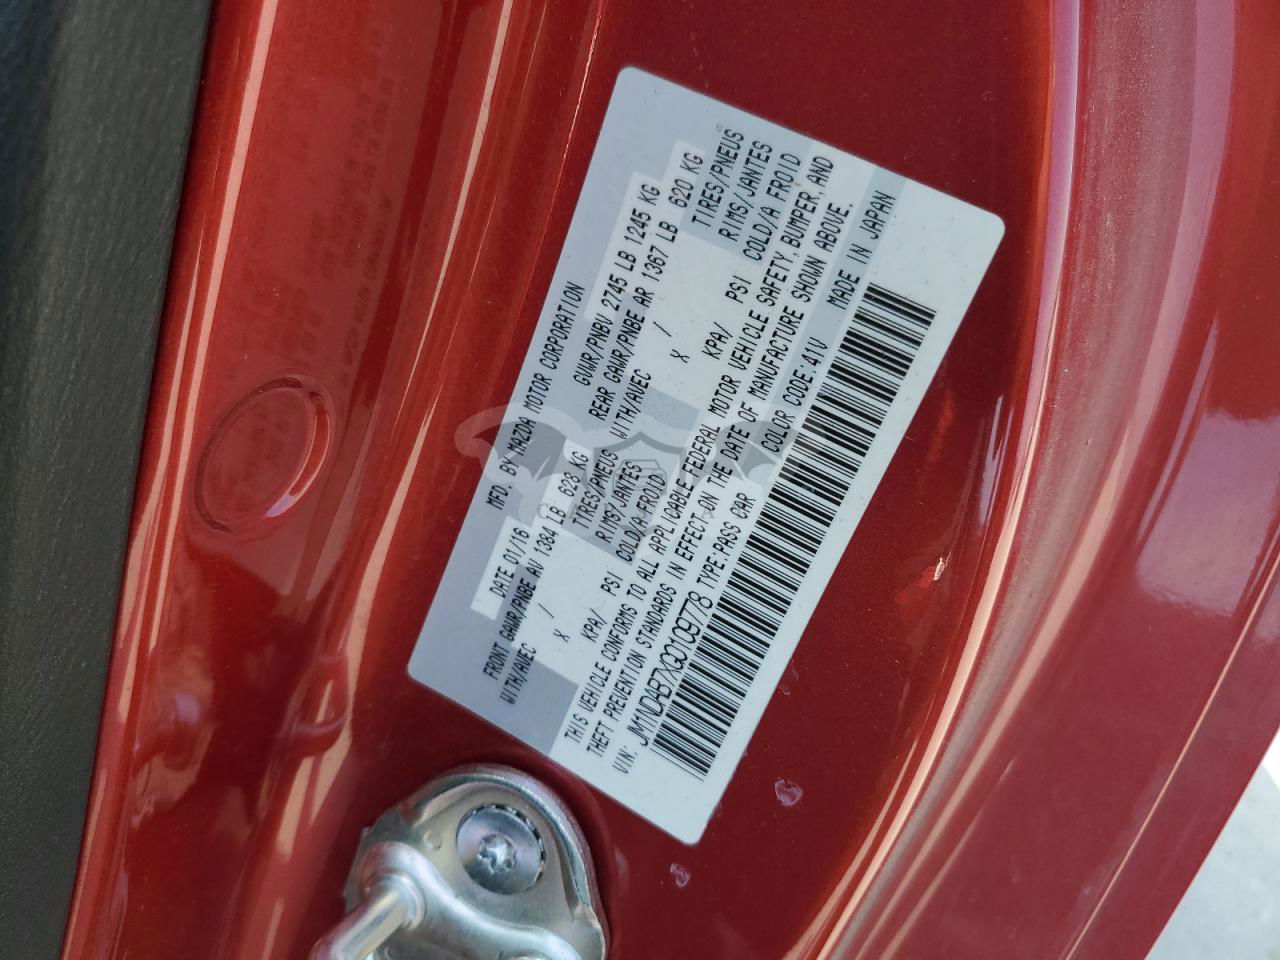 MFD. BY MAZDA MOTOR CORPORATION
DATE 01/16 GVWR/PNBV 2745 LB 1245 KG
FRONT GAWR/PNBE AV 1384 LB 628 KG REAR GAWR/PNBE AR 1367 LB 620 KG
WITH/AVEC / TIRES/PNEUS WITH/AVEC / TIRES/PNEUS
X RIMS/JANTES X RIMS/JANTES
KPA/ PSI COLD/A FROID KPA/ PSI COLD/A FROID
THIS VEHICLE CONFORMS TO ALL APPLICABLE FEDERAL MOTOR VEHICLE SAFETY, BUMPER, AND
THEFT PREVENTION STANDARDS IN EFFECT ON THE DATE OF MANUFACTURE SHOWN ABOVE.
VIN: JM1NDAB7XG0109778 TYPE:PASS CAR COLOR CODE:41V MADE IN JAPAN